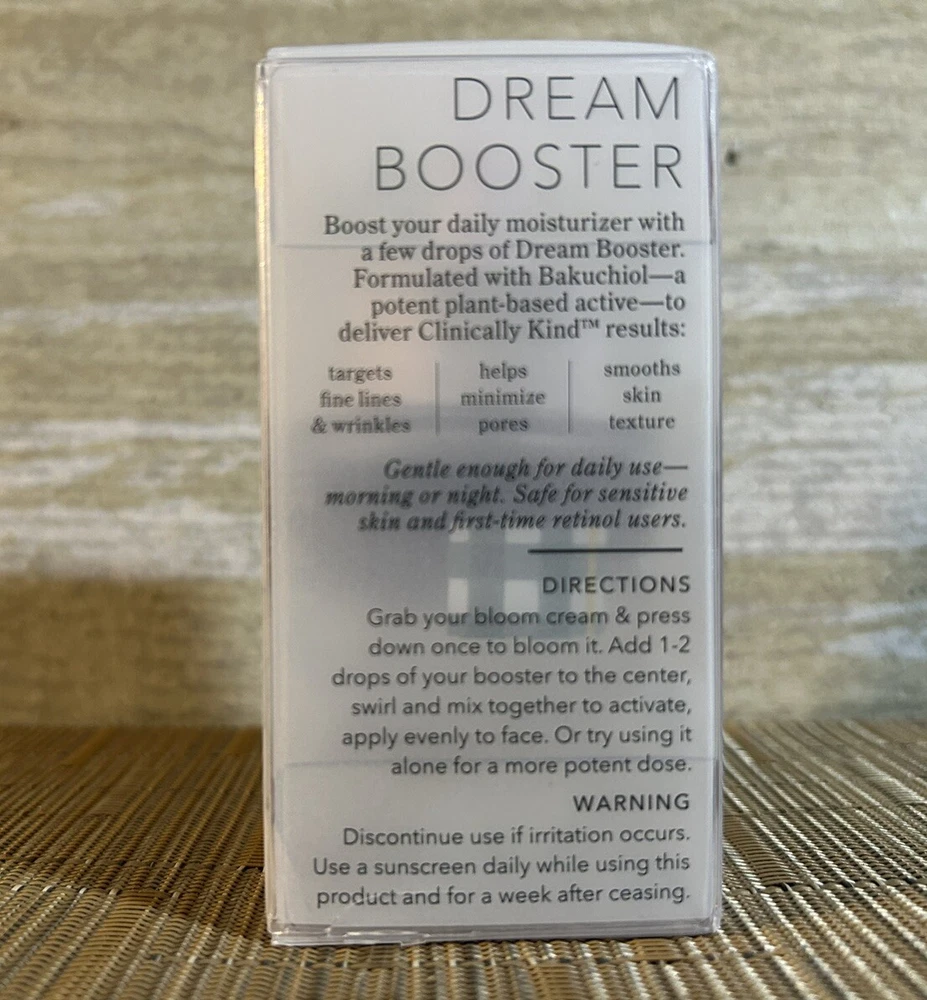 DREAM
BOOSTER
Boost your daily moisturizer with
a few drops of Dream Booster.
Formulated with Bakuchiol—a
potent plant-based active—to
deliver Clinically Kind™ results:
targets
fine lines
& wrinkles
helps
minimize
pores
smooths
skin
texture
Gentle enough for daily use—
morning or night. Safe for sensitive
skin and first-time retinol users.
DIRECTIONS
Grab your bloom cream & press
down once to bloom it. Add 1-2
drops of your booster to the center,
swirl and mix together to activate,
apply evenly to face. Or try using it
alone for a more potent dose.
WARNING
Discontinue use if irritation occurs.
Use a sunscreen daily while using this
product and for a week after ceasing.